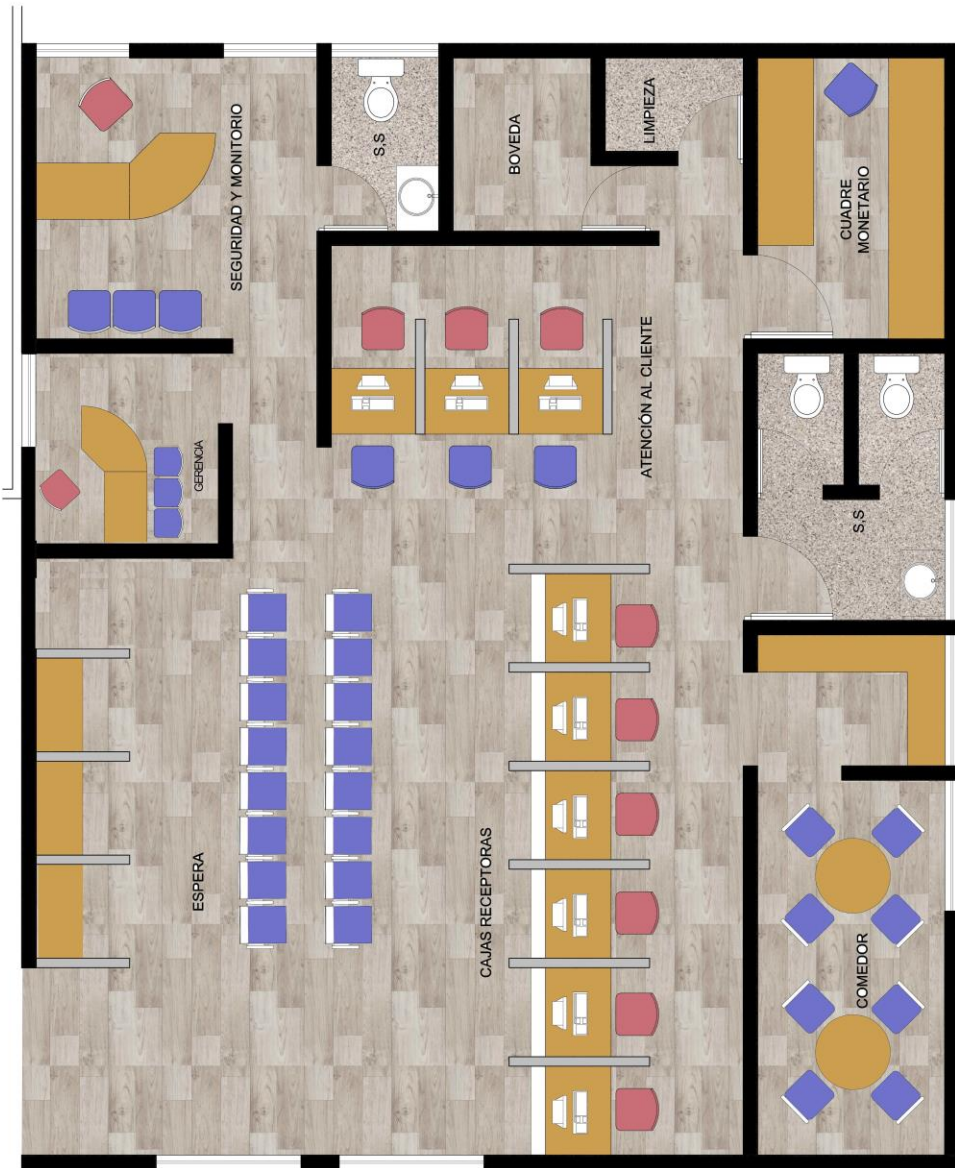 SEGURIDAD Y MONITORIO
S,S
BOVEDA
LIMPIEZA
CUADRE
MONETARIO
GERENCIA
ATENCIÓN AL CLIENTE
S,S
ESPERA
CAJAS RECEPTORAS
COMEDOR